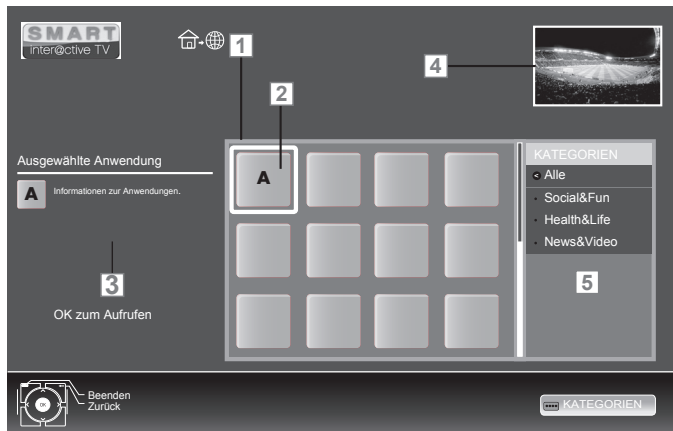 SMART
inter@ctive TV
1
2
4
Ausgewählte Anwendung
A
Informationen zur Anwendungen.
3
OK zum Aufrufen
A
KATEGORIEN
Alle
Social&Fun
Health&Life
News&Video
5
OK
Beenden
Zurück
KATEGORIEN